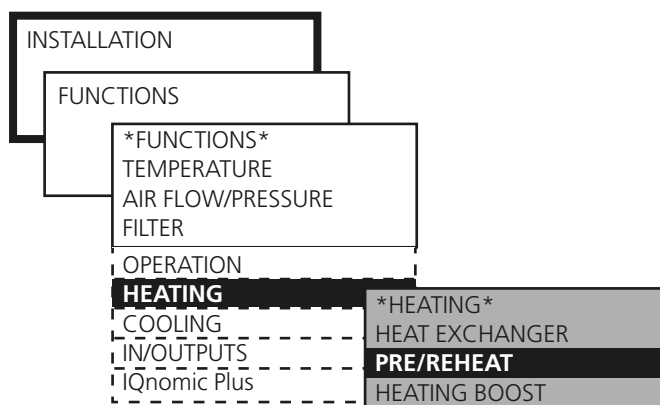 INSTALLATION
FUNCTIONS
*FUNCTIONS*
TEMPERATURE
AIR FLOW/PRESSURE
FILTER
OPERATION
HEATING
COOLING
IN/OUTPUTS
IQnomic Plus
*HEATING*
HEAT EXCHANGER
PRE/REHEAT
HEATING BOOST